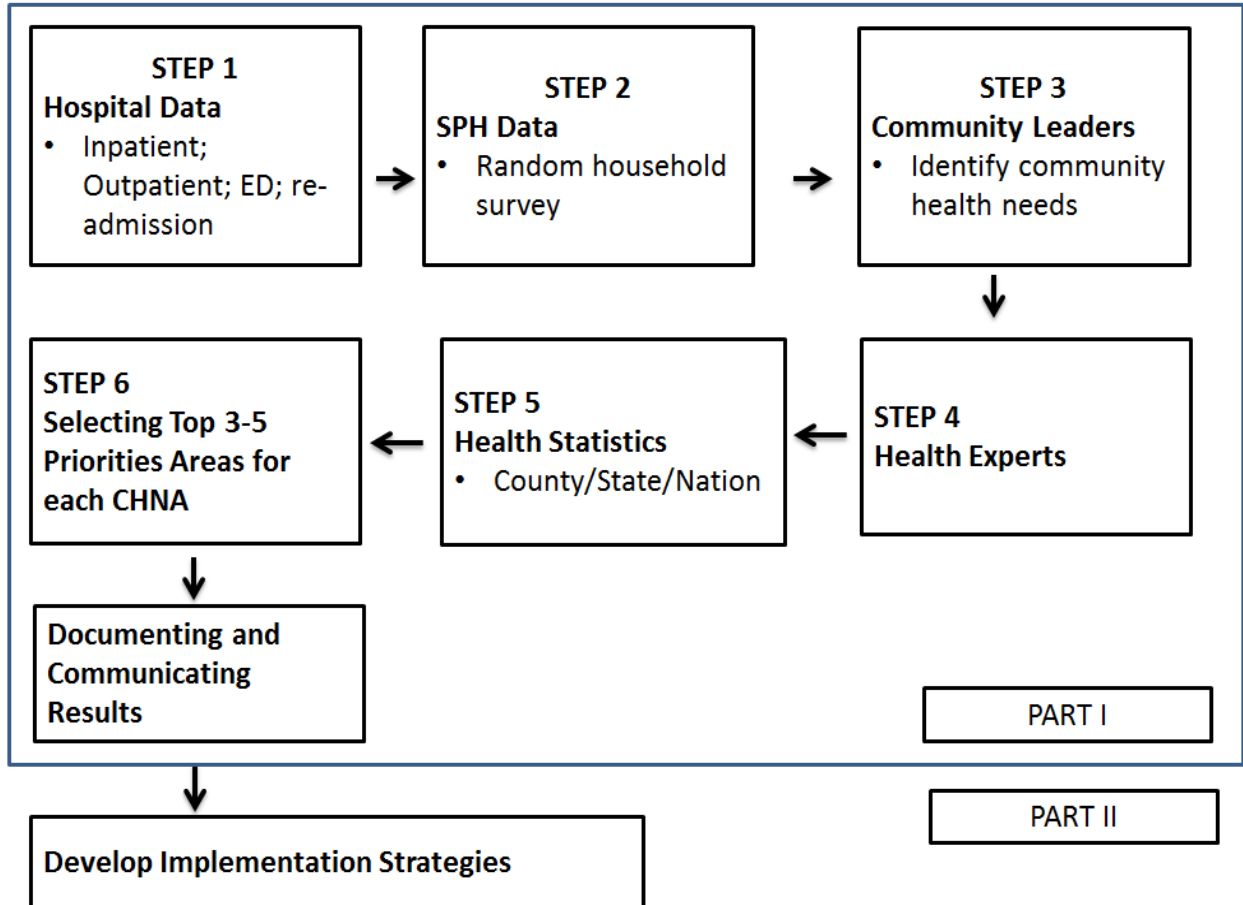 STEP 1
Hospital Data
• Inpatient;
Outpatient; ED; re-
admission
STEP 2
SPH Data
• Random household
survey
STEP 3
Community Leaders
• Identify community
health needs
STEP 4
Health Experts
STEP 5
Health Statistics
• County/State/Nation
STEP 6
Selecting Top 3-5
Priorities Areas for
each CHNA
Documenting and
Communicating
Results
PART I
PART II
Develop Implementation Strategies